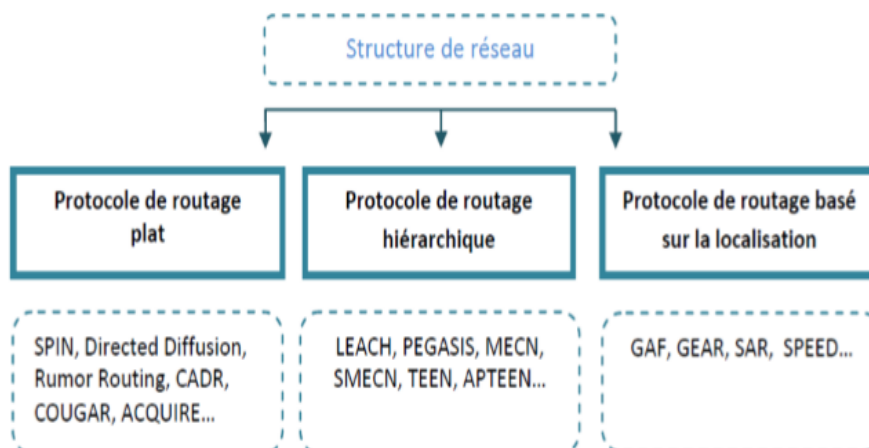 Structure de réseau
Protocole de routage
plat
Protocole de routage
hiérarchique
Protocole de routage basé
sur la localisation
SPIN, Directed Diffusion,
Rumor Routing, CADR,
COUGAR, ACQUIRE...
LEACH, PEGASIS, MECN,
SMECN, TEEN, APTEEN...
GAF, GEAR, SAR, SPEED...